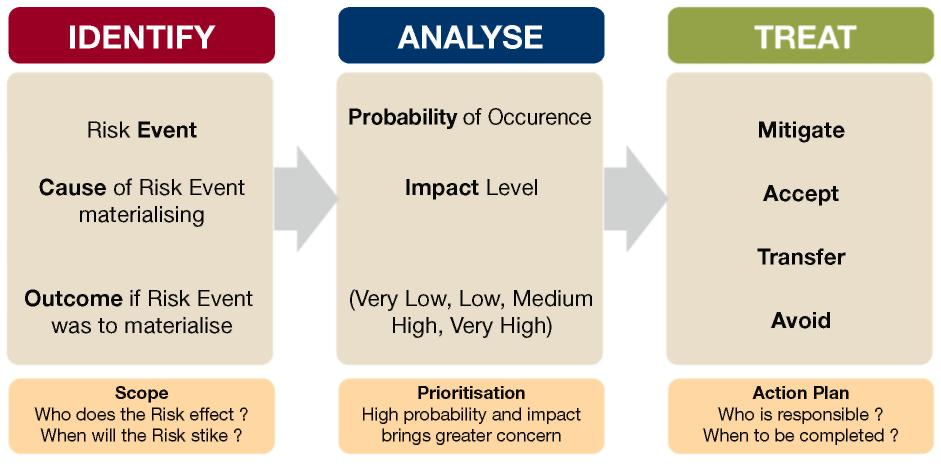 IDENTIFY
Risk Event
Cause of Risk Event
materialising
Outcome if Risk Event
was to materialise
Scope
Who does the Risk effect ?
When will the Risk stike ?
ANALYSE
Probability of Occurence
Impact Level
(Very Low, Low, Medium
High, Very High)
Prioritisation
High probability and impact
brings greater concern
TREAT
Mitigate
Accept
Transfer
Avoid
Action Plan
Who is responsible ?
When to be completed ?